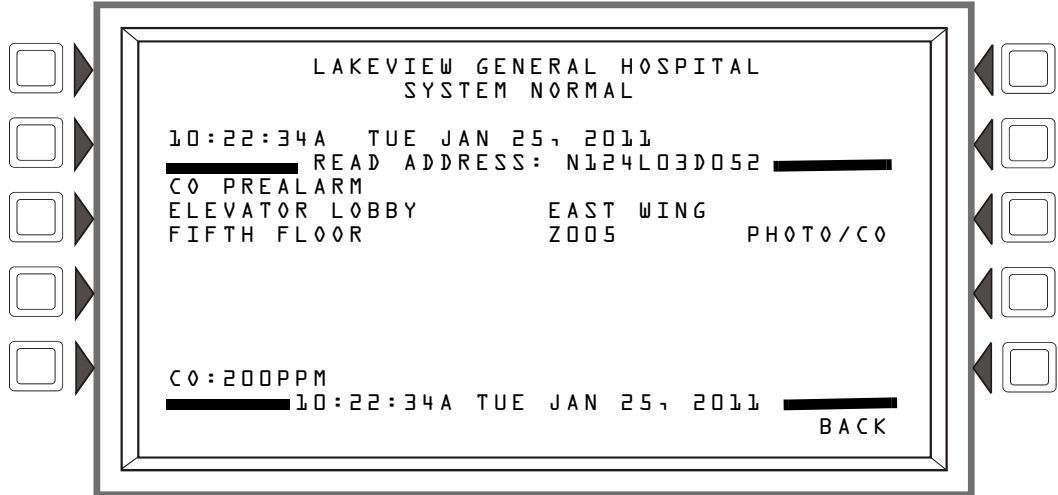 LAKEVIEW GENERAL HOSPITAL
SYSTEM NORMAL
10:22:34A TUE JAN 25, 2011
READ ADDRESS: N124L03D052
CO PREALARM
ELEVATOR LOBBY EAST WING
FIFTH FLOOR Z005 PHOTO/CO
CO:200PPM
10:22:34A TUE JAN 25, 2011
BACK